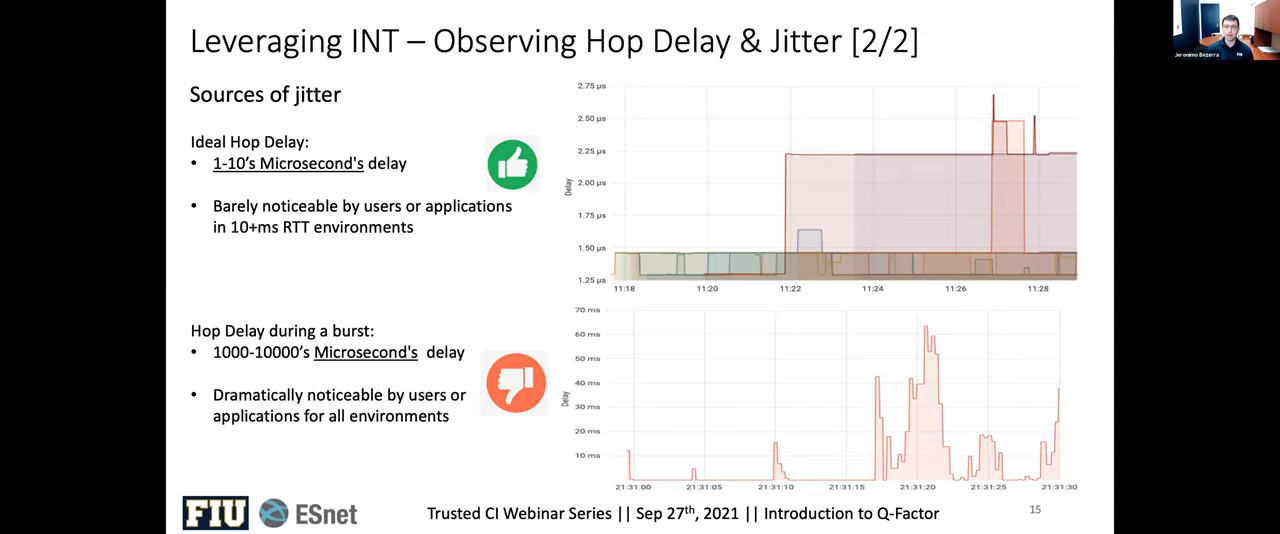 Leveraging INT – Observing Hop Delay & Jitter [2/2]
Jeronimo Bezerra
Sources of jitter
Ideal Hop Delay:
• 1-10's Microsecond's delay
• Barely noticeable by users or applications
in 10+ms RTT environments
2.75 µs
2.50 µs
2.25 µs
2.00 µs
1.75 µs
1.50 µs
1.25 µs
Delay
11:18 11:20 11:22 11:24 11:26 11:28
Hop Delay during a burst:
• 1000-10000's Microsecond's delay
• Dramatically noticeable by users or
applications for all environments
70 ms
60 ms
50 ms
40 ms
30 ms
20 ms
10 ms
Delay
21:31:00 21:31:05 21:31:10 21:31:15 21:31:20 21:31:25 21:31:30
FIU ESnet
Trusted CI Webinar Series || Sep 27th, 2021 || Introduction to Q-Factor
15